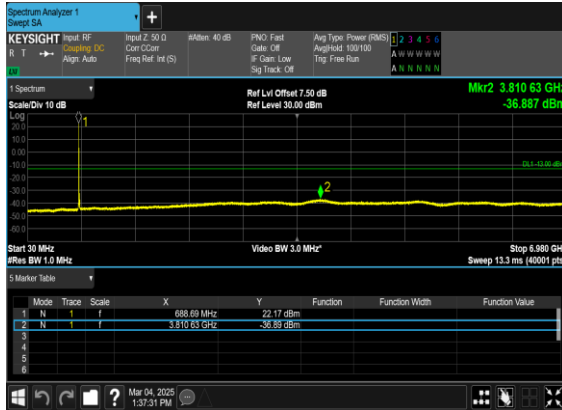 Spectrum Analyzer 1
Swept SA
+
KEYSIGHT Input: RF Input Z: 50 Ω #Atten: 40 dB PNO: Fast Avg Type: Power (RMS) 1 2 3 4 5 6
R T Coupling: DC Corr CCorr Gate: Off Avg|Hold: 100/100 A W W W W W
Align: Auto Freq Ref: Int (S) IF Gain: Low Trig: Free Run
Sig Track: Off A N N N N N
LXI
1 Spectrum Ref Lvl Offset 7.50 dB Mkr2 3.810 63 GHz
Scale/Div 10 dB Ref Level 30.00 dBm -36.887 dBm
Log
1
20.0
10.0
0.00
-10.0
DL1 -13.00 dBm
-20.0
-30.0
2
-40.0
-50.0
-60.0
Start 30 MHz Video BW 3.0 MHz* Stop 6.980 GHz
#Res BW 1.0 MHz Sweep 13.3 ms (40001 pts)
5 Marker Table
Mode Trace Scale X Y Function Function Width Function Value
1 N 1 f 688.69 MHz 22.17 dBm
2 N 1 f 3.810 63 GHz -36.89 dBm
3
4
5
6
? Mar 04, 2025
1:37:31 PM